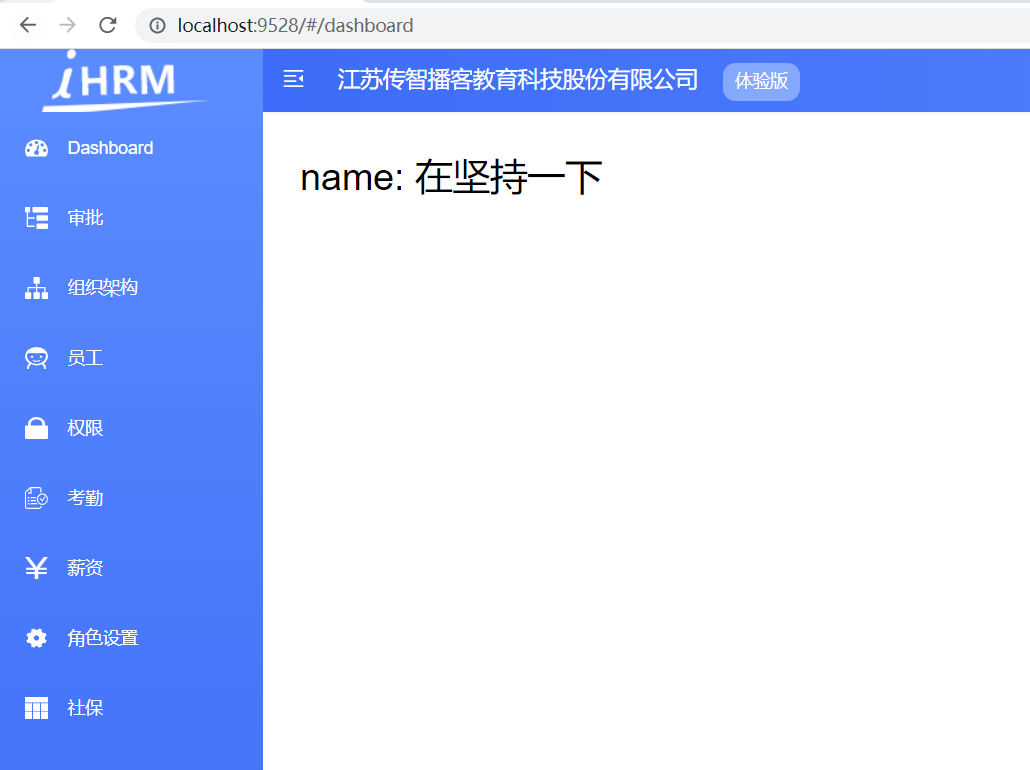 localhost:9528/#/dashboard
iHRM
江苏传智播客教育科技股份有限公司 体验版
Dashboard
name: 在坚持一下
审批
组织架构
员工
权限
考勤
薪资
角色设置
社保